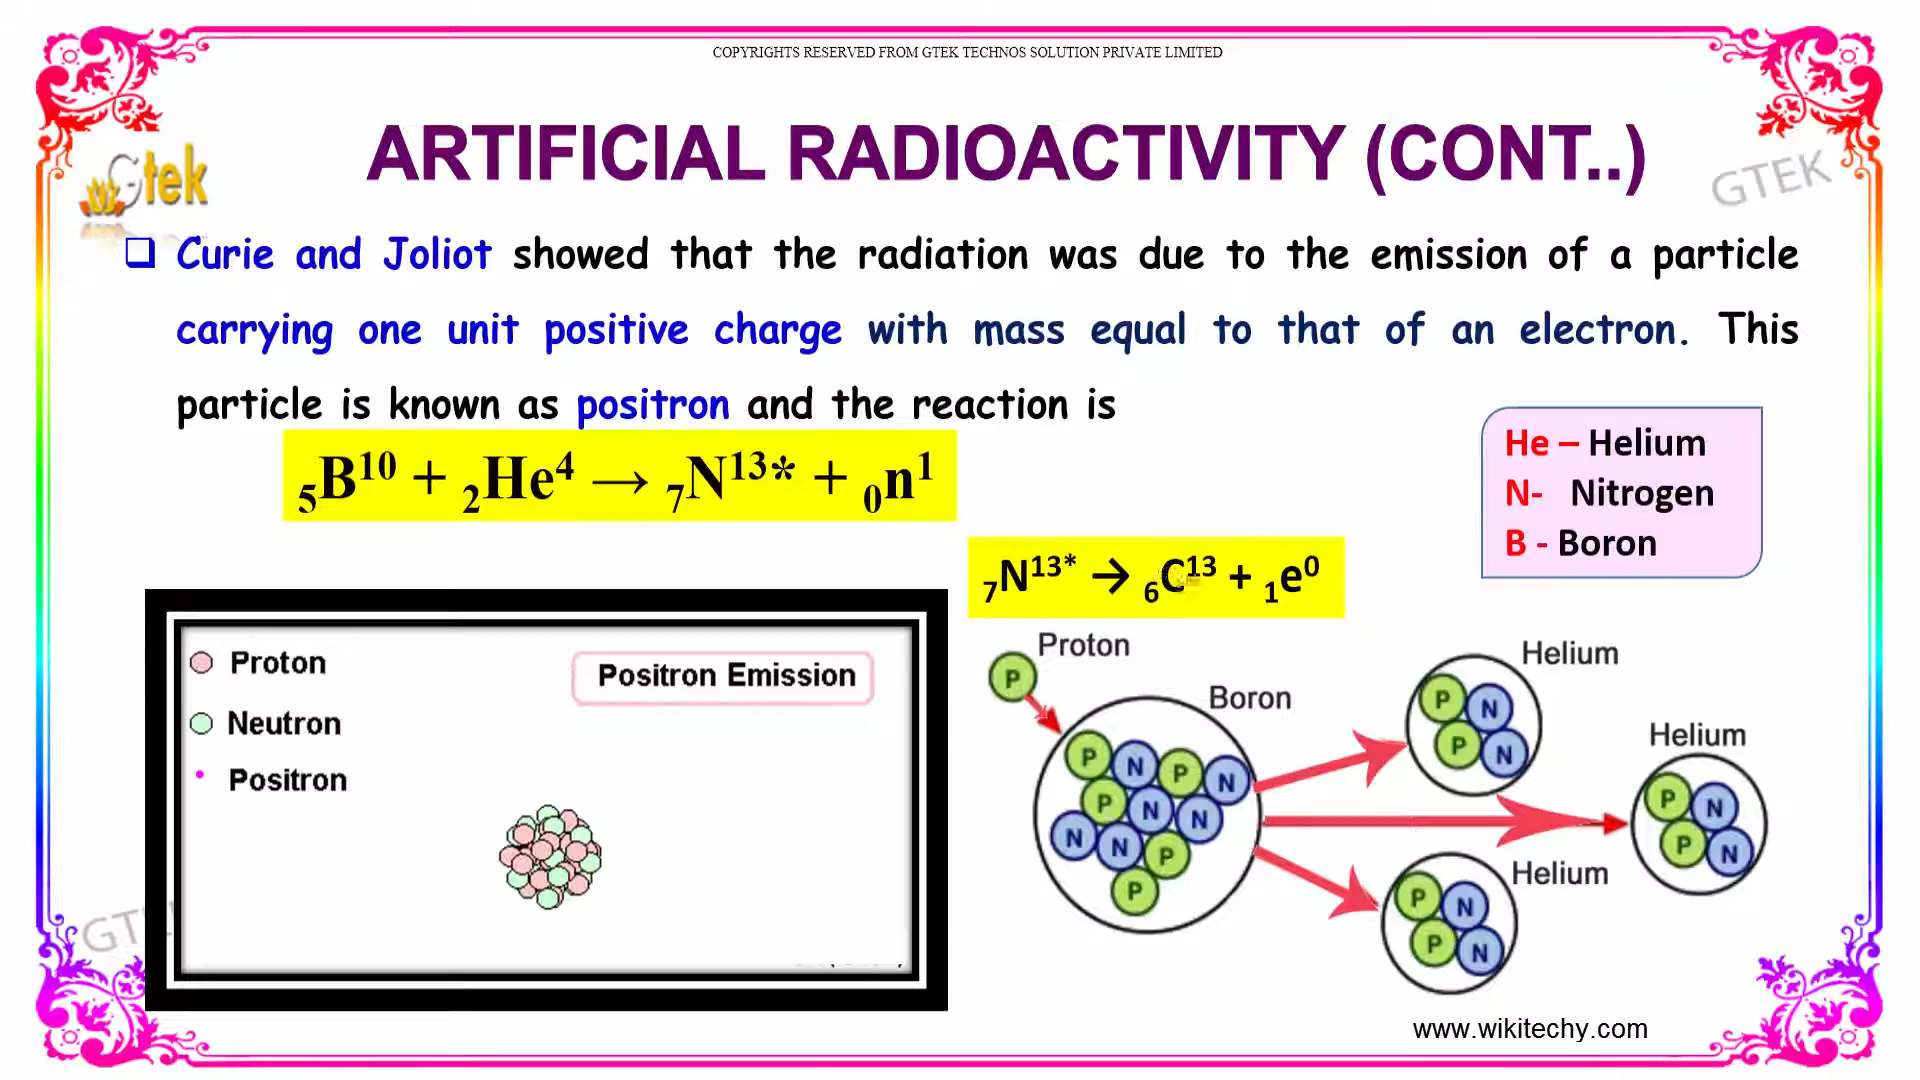 COPYRIGHTS RESERVED FROM GTEK TECHNOS SOLUTION PRIVATE LIMITED
Gtek
ARTIFICIAL RADIOACTIVITY (CONT..)
GTEK
❑ Curie and Joliot showed that the radiation was due to the emission of a particle
carrying one unit positive charge with mass equal to that of an electron. This
particle is known as positron and the reaction is
₅B¹⁰ + ₂He⁴ → ₇N¹³* + ₀n¹
He – Helium
N- Nitrogen
B - Boron
₇N¹³* → ₆C¹³ + ₁e⁰
Proton
Neutron
Positron
Positron Emission
Proton
P
Boron
P N P N
P N N
N N P
P
Helium
P N
P N
Helium
P N
P N
Helium
P N
P N
GTEK
www.wikitechy.com